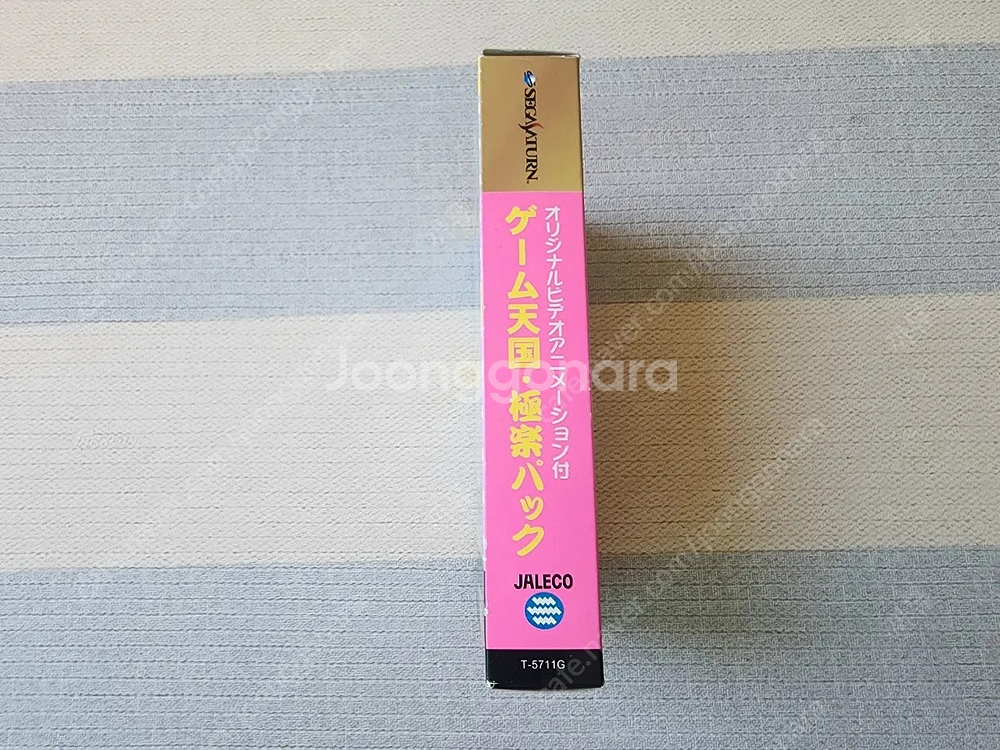 SEGA SATURN™
オリジナルビデオアニメーション付
ゲーム天国・極楽パック
Joonggonara
JALECO
T-5711G